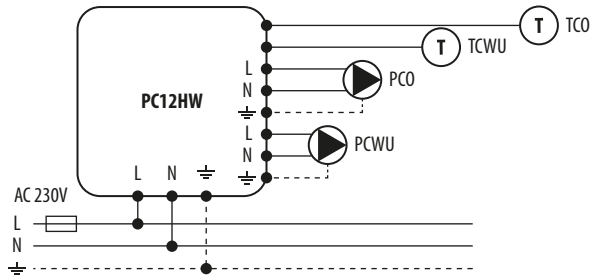 T TCO
T TCWU
L
N PCO
PC12HW
L
N PCWU
L N
AC 230V
L
N